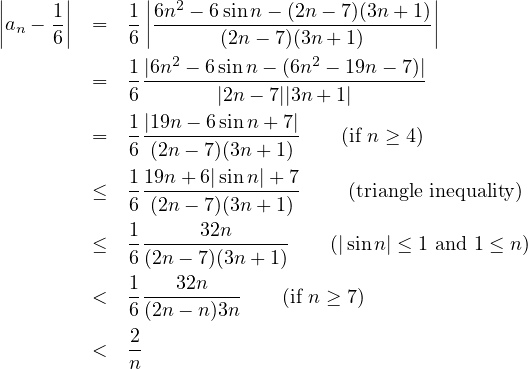 |a_n − 1/6| = 1/6 |(6n² − 6 sin n − (2n − 7)(3n + 1)) / ((2n − 7)(3n + 1))|
= 1/6 |6n² − 6 sin n − (6n² − 19n − 7)| / (|2n − 7||3n + 1|)
= 1/6 |19n − 6 sin n + 7| / ((2n − 7)(3n + 1)) (if n ≥ 4)
≤ 1/6 (19n + 6| sin n| + 7) / ((2n − 7)(3n + 1)) (triangle inequality)
≤ 1/6 32n / ((2n − 7)(3n + 1)) (| sin n| ≤ 1 and 1 ≤ n)
< 1/6 32n / ((2n − n)3n) (if n ≥ 7)
< 2/n